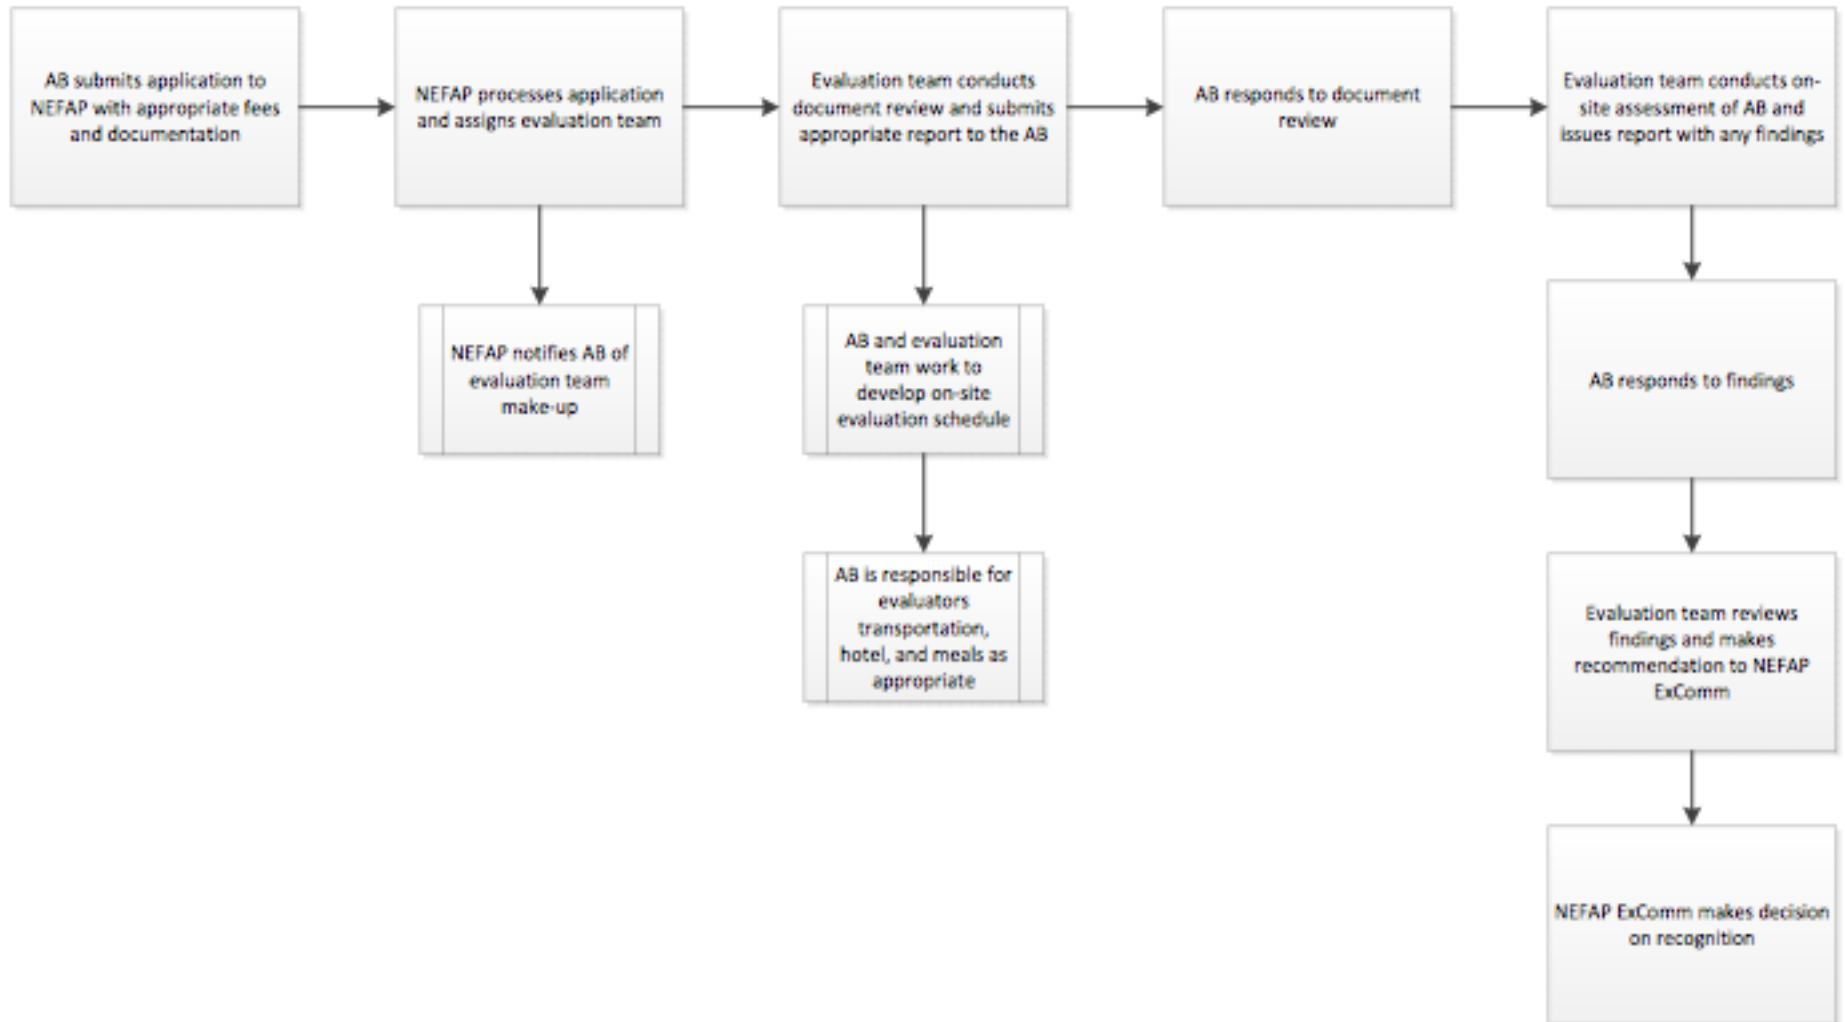 AB submits application to
NEFAP with appropriate fees
and documentation
NEFAP processes application
and assigns evaluation team
Evaluation team conducts
document review and submits
appropriate report to the AB
AB responds to document
review
Evaluation team conducts on-
site assessment of AB and
issues report with any findings
NEFAP notifies AB of
evaluation team
make-up
AB and evaluation
team work to
develop on-site
evaluation schedule
AB is responsible for
evaluators
transportation,
hotel, and meals as
appropriate
AB responds to findings
Evaluation team reviews
findings and makes
recommendation to NEFAP
ExComm
NEFAP ExComm makes decision
on recognition